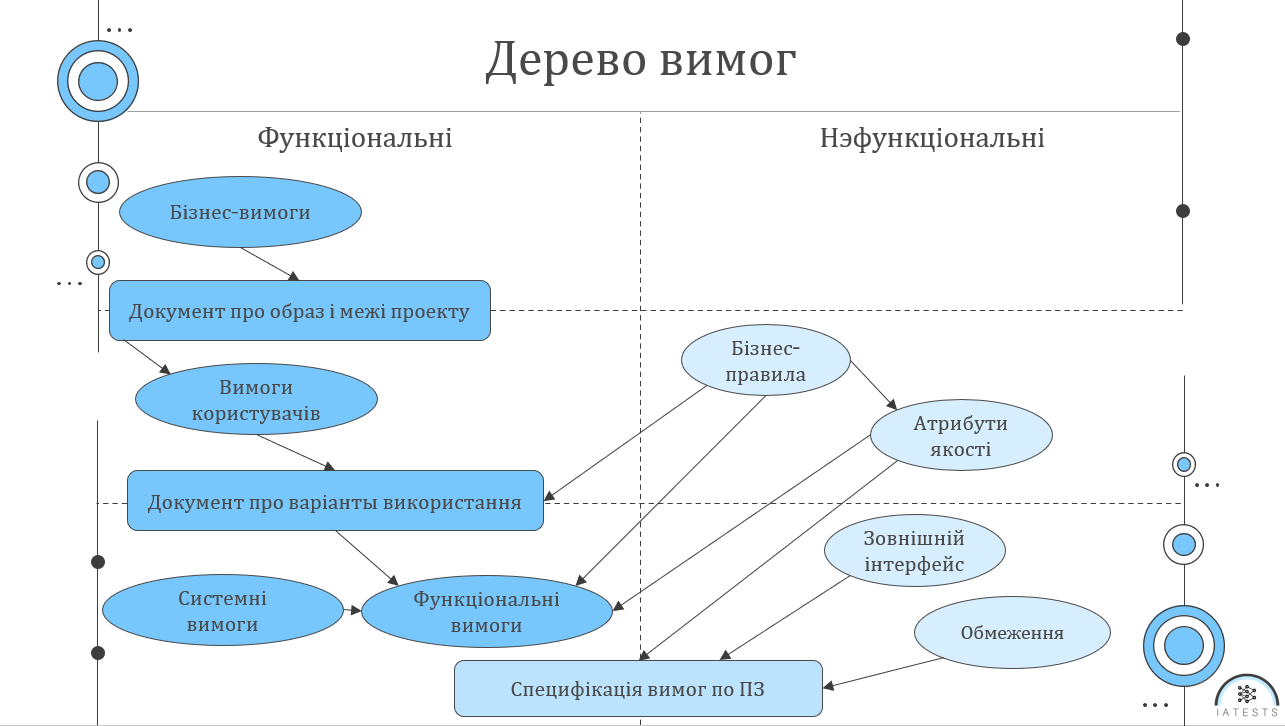 Дерево вимог
Функціональні
Нэфункціональні
Бізнес-вимоги
Документ про образ і межі проекту
Бізнес-
правила
Вимоги
користувачів
Атрибути
якості
Документ про варіанты використання
Зовнішній
інтерфейс
Системні
вимоги
Функціональні
вимоги
Обмеження
Специфікація вимог по ПЗ
IATESTS